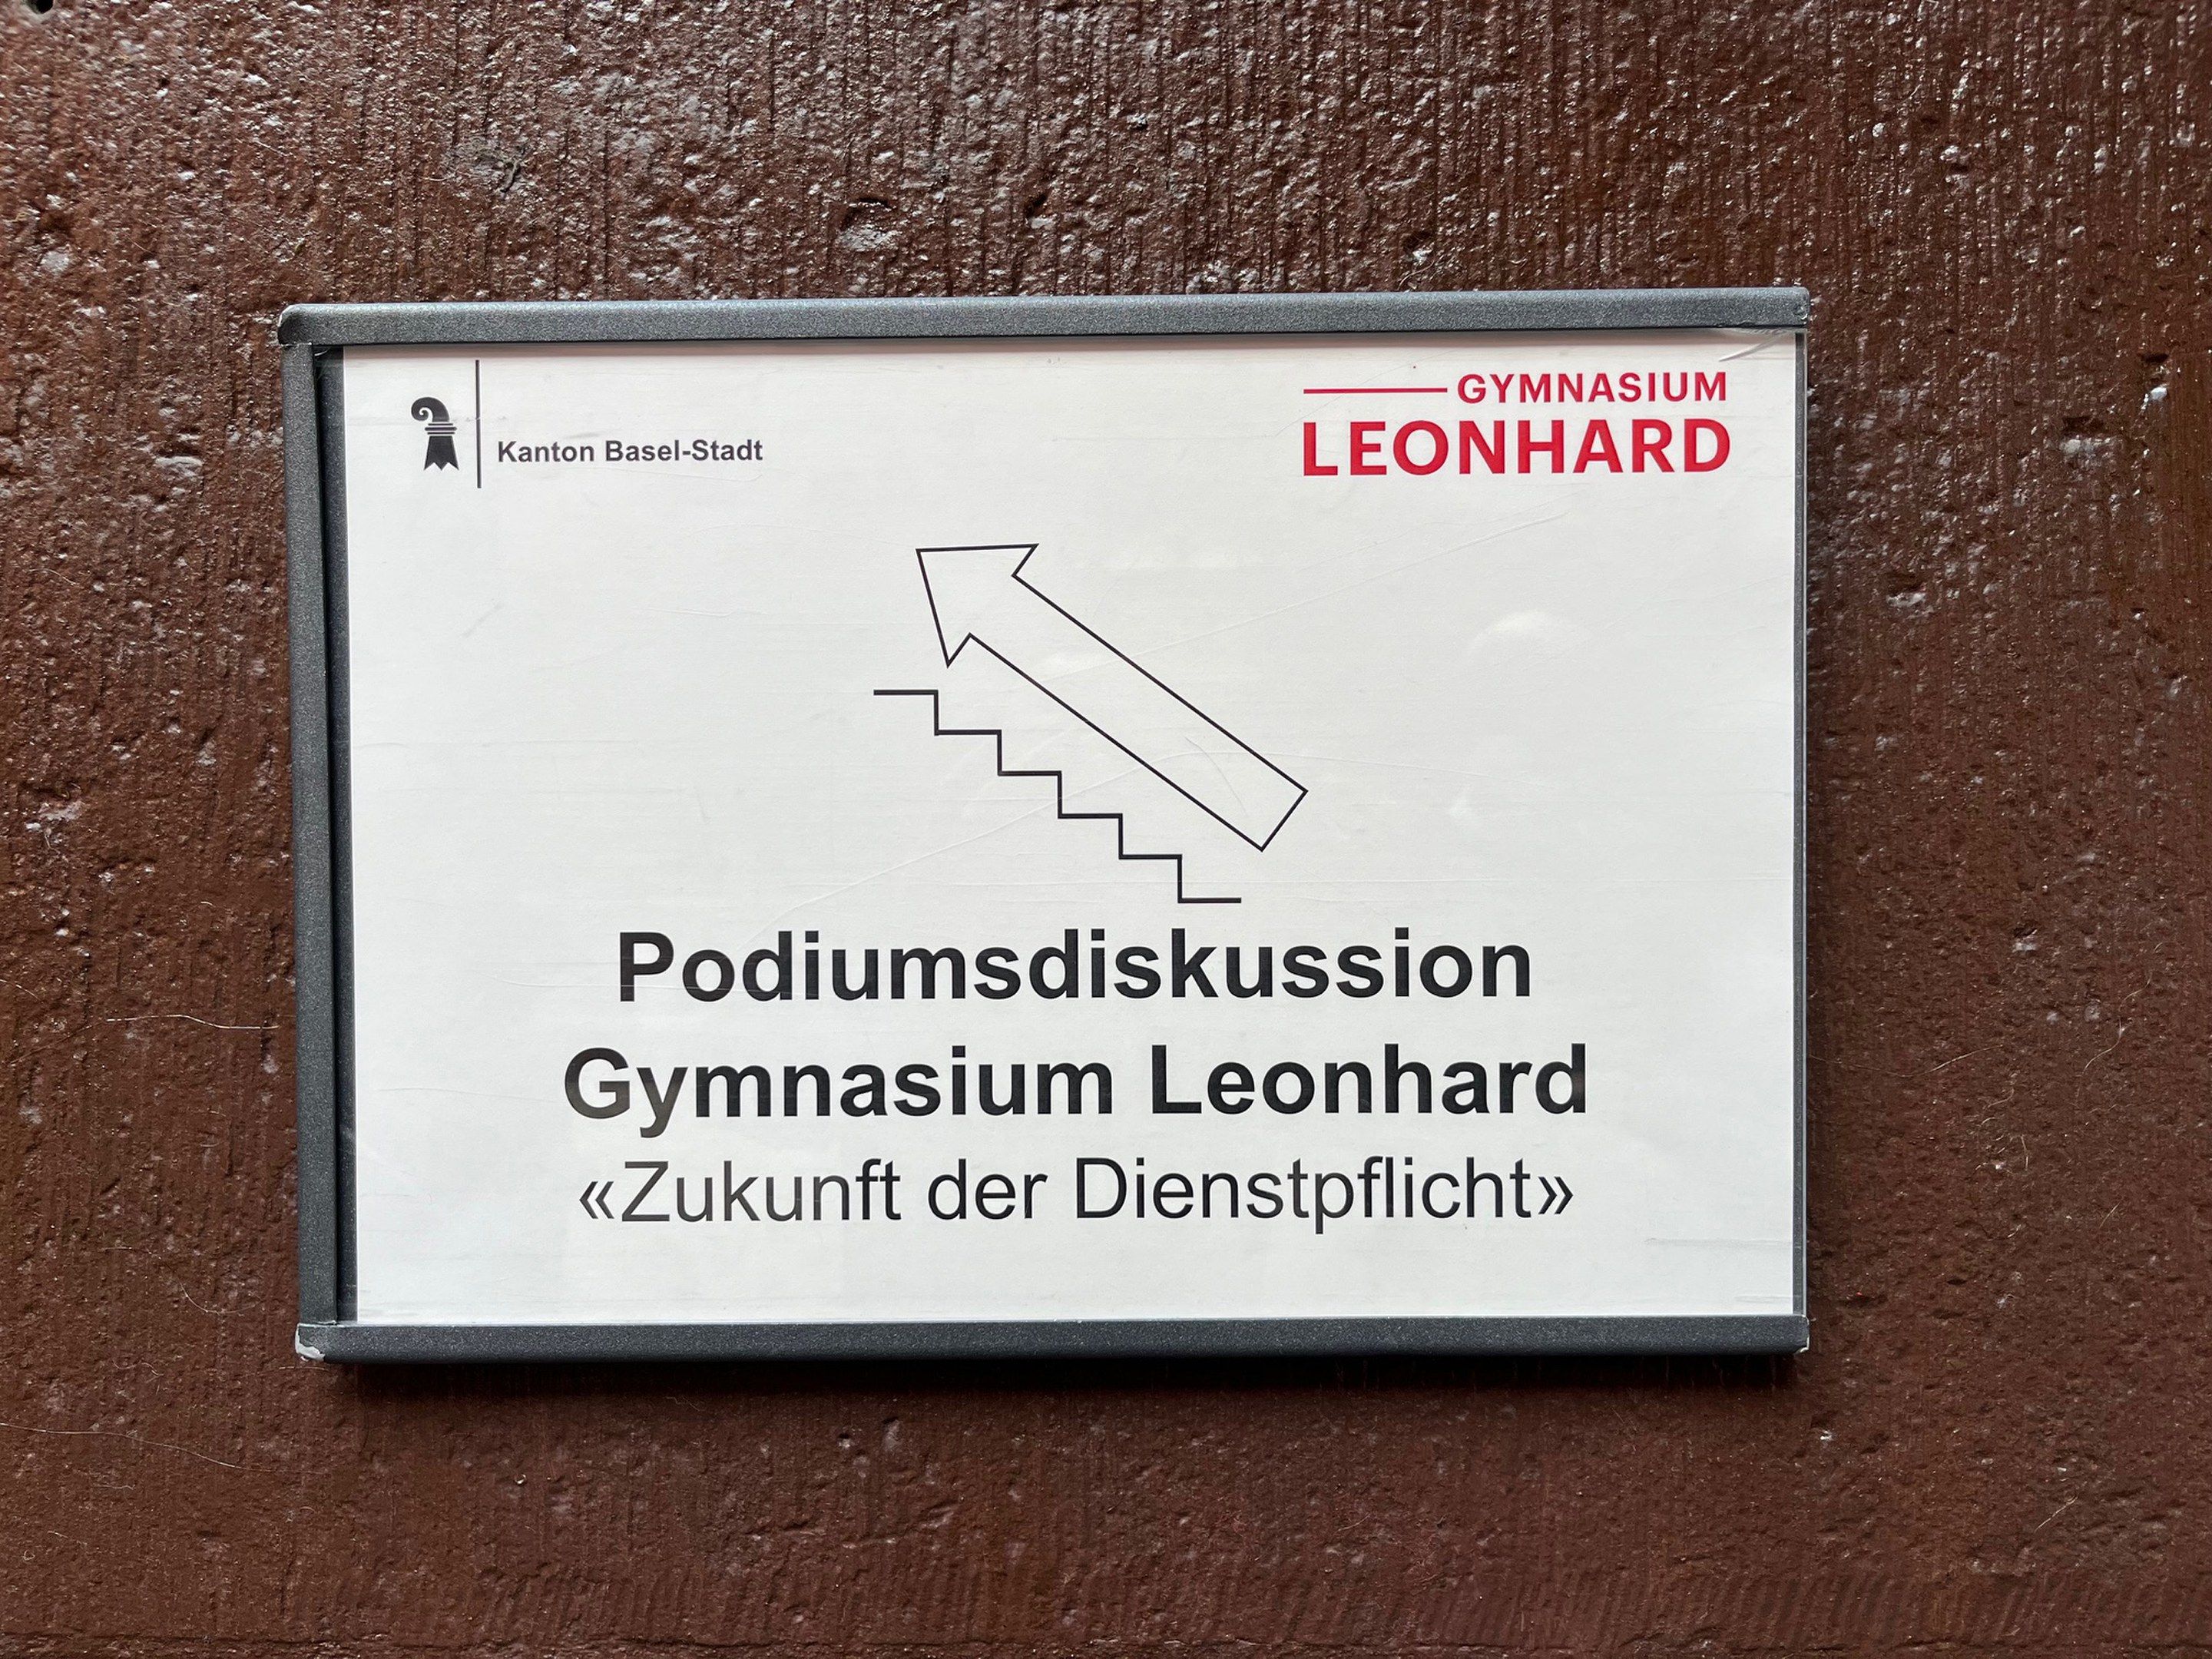 Kanton Basel-Stadt
GYMNASIUM
LEONHARD
Podiumsdiskussion
Gymnasium Leonhard
«Zukunft der Dienstpflicht»